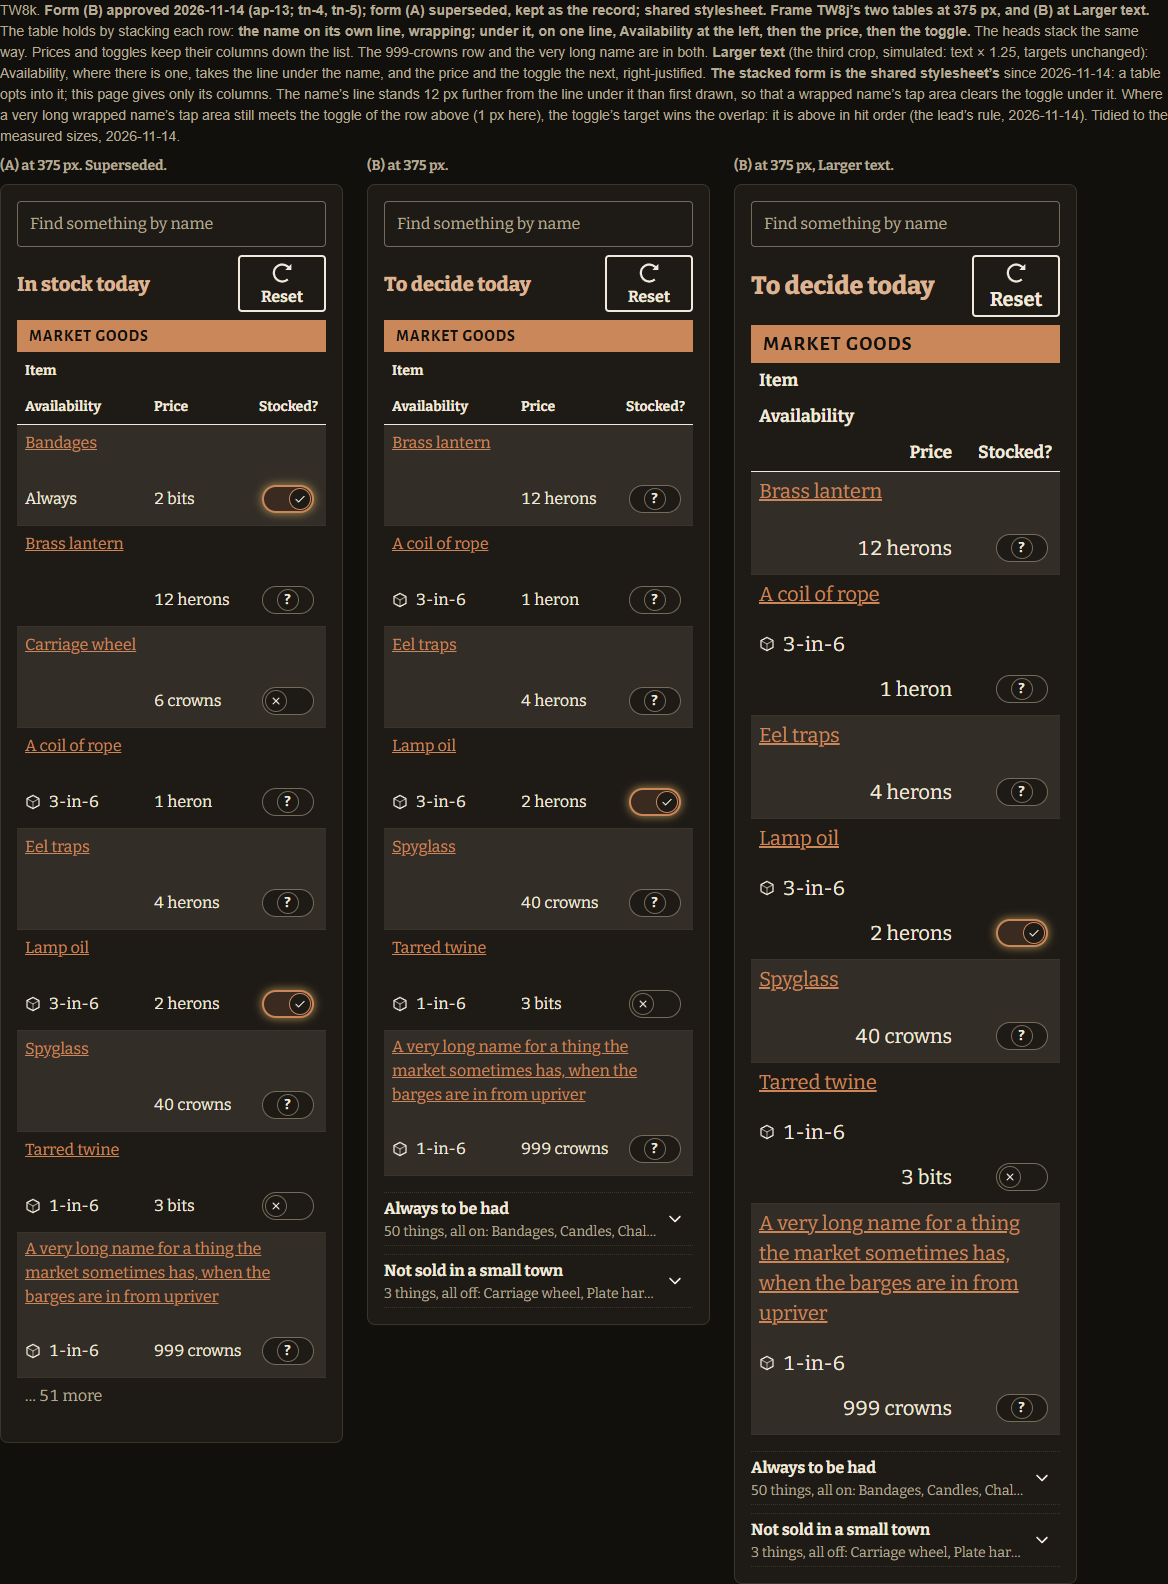 TW8k. Form (B) approved 2026-11-14 (ap-13; tn-4, tn-5); form (A) superseded, kept as the record; shared stylesheet. Frame TW8j's two tables at 375 px, and (B) at Larger text.
The table holds by stacking each row: the name on its own line, wrapping; under it, on one line, Availability at the left, then the price, then the toggle. The heads stack the same
way. Prices and toggles keep their columns down the list. The 999-crowns row and the very long name are in both. Larger text (the third crop, simulated: text × 1.25, targets unchanged):
Availability, where there is one, takes the line under the name, and the price and the toggle the next, right-justified. The stacked form is the shared stylesheet's since 2026-11-14: a table
opts into it; this page gives only its columns. The name's line stands 12 px further from the line under it than first drawn, so that a wrapped name's tap area clears the toggle under it. Where
a very long wrapped name's tap area still meets the toggle of the row above (1 px here), the toggle's target wins the overlap: it is above in hit order (the lead's rule, 2026-11-14). Tidied to the
measured sizes, 2026-11-14.
(A) at 375 px. Superseded.
Find something by name
In stock today
Reset
MARKET GOODS
Item
Availability Price Stocked?
Bandages
Always 2 bits
Brass lantern
12 herons ?
Carriage wheel
6 crowns
A coil of rope
3-in-6 1 heron ?
Eel traps
4 herons ?
Lamp oil
3-in-6 2 herons
Spyglass
40 crowns ?
Tarred twine
1-in-6 3 bits
A very long name for a thing the
market sometimes has, when the
barges are in from upriver
1-in-6 999 crowns ?
... 51 more
(B) at 375 px.
Find something by name
To decide today
Reset
MARKET GOODS
Item
Availability Price Stocked?
Brass lantern
12 herons ?
A coil of rope
3-in-6 1 heron ?
Eel traps
4 herons ?
Lamp oil
3-in-6 2 herons
Spyglass
40 crowns ?
Tarred twine
1-in-6 3 bits
A very long name for a thing the
market sometimes has, when the
barges are in from upriver
1-in-6 999 crowns ?
Always to be had
50 things, all on: Bandages, Candles, Chal...
Not sold in a small town
3 things, all off: Carriage wheel, Plate har...
(B) at 375 px, Larger text.
Find something by name
To decide today
Reset
MARKET GOODS
Item
Availability
Price Stocked?
Brass lantern
12 herons ?
A coil of rope
3-in-6
1 heron ?
Eel traps
4 herons ?
Lamp oil
3-in-6
2 herons
Spyglass
40 crowns ?
Tarred twine
1-in-6
3 bits
A very long name for a thing
the market sometimes has,
when the barges are in from
upriver
1-in-6
999 crowns ?
Always to be had
50 things, all on: Bandages, Candles, Chal...
Not sold in a small town
3 things, all off: Carriage wheel, Plate har...